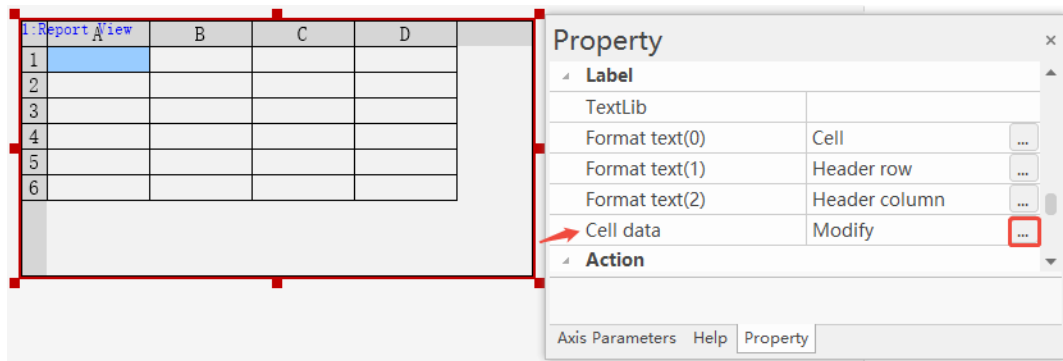 1:Report View
A B C D
1
2
3
4
5
6
Property ×
Label
TextLib
Format text(0) Cell ...
Format text(1) Header row ...
Format text(2) Header column ...
Cell data Modify ...
Action
Axis Parameters Help Property